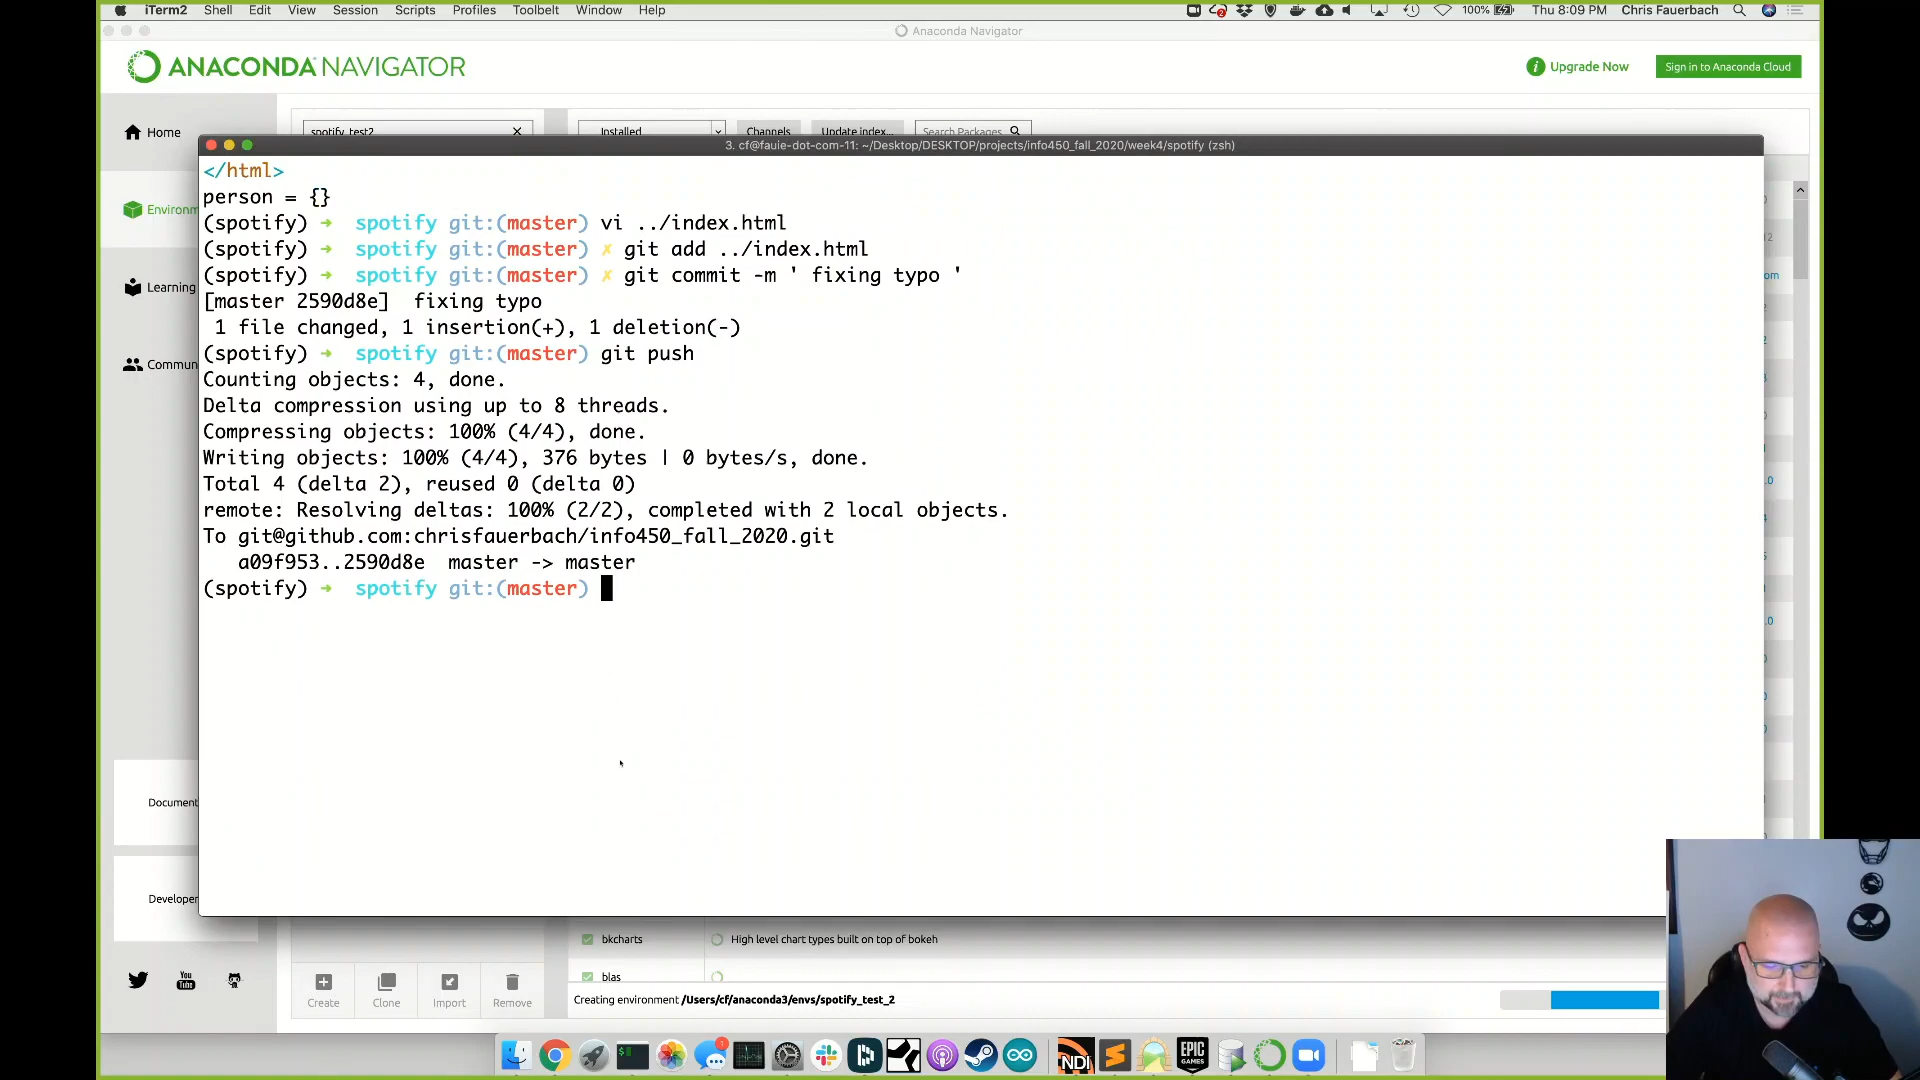 iTerm2 Shell Edit View Session Scripts Profiles Toolbelt Window Help 100% Thu 8:09 PM Chris Fauerbach
Anaconda Navigator
ANACONDA NAVIGATOR
Upgrade Now
Sign in to Anaconda Cloud
Home
spotify_test2
Installed
Channels
Update index...
Search Packages
3. cf@fauie-dot-com-11: ~/Desktop/DESKTOP/projects/info450_fall_2020/week4/spotify (zsh)
Environm
Learning
Commun
</html>
person = {}
(spotify) ➜ spotify git:(master) vi ../index.html
(spotify) ➜ spotify git:(master) ✗ git add ../index.html
(spotify) ➜ spotify git:(master) ✗ git commit -m ' fixing typo '
[master 2590d8e]  fixing typo
1 file changed, 1 insertion(+), 1 deletion(-)
(spotify) ➜ spotify git:(master) git push
Counting objects: 4, done.
Delta compression using up to 8 threads.
Compressing objects: 100% (4/4), done.
Writing objects: 100% (4/4), 376 bytes | 0 bytes/s, done.
Total 4 (delta 2), reused 0 (delta 0)
remote: Resolving deltas: 100% (2/2), completed with 2 local objects.
To git@github.com:chrisfauerbach/info450_fall_2020.git
a09f953..2590d8e  master -> master
(spotify) ➜ spotify git:(master)
Document
Developer
bkcharts
High level chart types built on top of bokeh
blas
Create
Clone
Import
Remove
Creating environment /Users/cf/anaconda3/envs/spotify_test_2
You Tube
NDI
EPIC GAMES